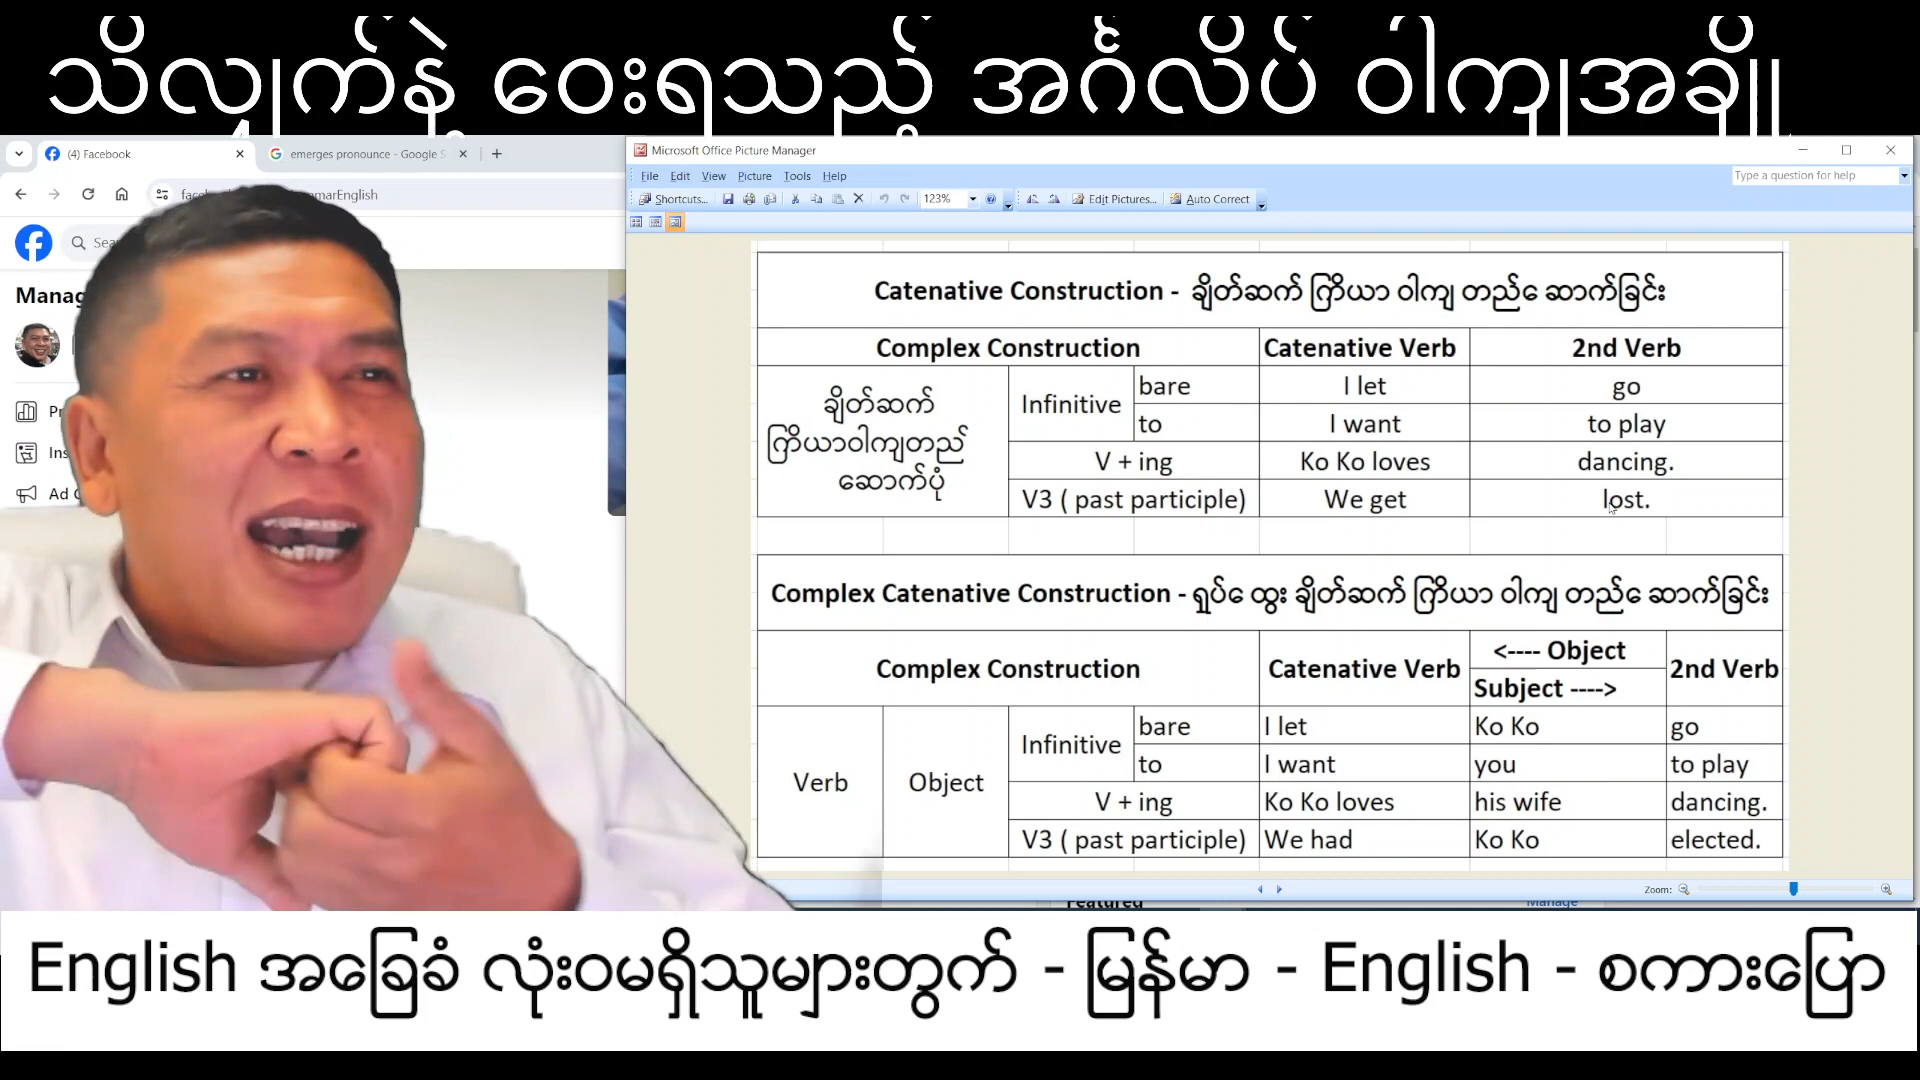 သိလျှက်နဲ့ ဝေးရသည့် အင်္ဂလိပ် ဝါကျအချို့
(4) Facebook
emerges pronounce - Google S
marEnglish
Sea
Manag
Ins
Ad C
Microsoft Office Picture Manager
File Edit View Picture Tools Help
Type a question for help
Shortcuts... 123% Edit Pictures... Auto Correct
Catenative Construction - ချိတ်ဆက် ကြိယာ ဝါကျ တည်ေ ဆာက်ခြင်း
Complex Construction Catenative Verb 2nd Verb
ချိတ်ဆက် ကြိယာဝါကျတည် ဆောက်ပုံ
Infinitive bare I let go
to I want to play
V + ing Ko Ko loves dancing.
V3 ( past participle) We get lost.
Complex Catenative Construction - ရှုပ်ေ ထွး ချိတ်ဆက် ကြိယာ ဝါကျ တည်ေ ဆာက်ခြင်း
Complex Construction Catenative Verb <---- Object 2nd Verb
Subject ---->
Verb Object Infinitive bare I let Ko Ko go
to I want you to play
V + ing Ko Ko loves his wife dancing.
V3 ( past participle) We had Ko Ko elected.
Zoom:
Featured
Manage
English အခြေခံ လုံးဝမရှိသူများတွက် - မြန်မာ - English - စကားပြော